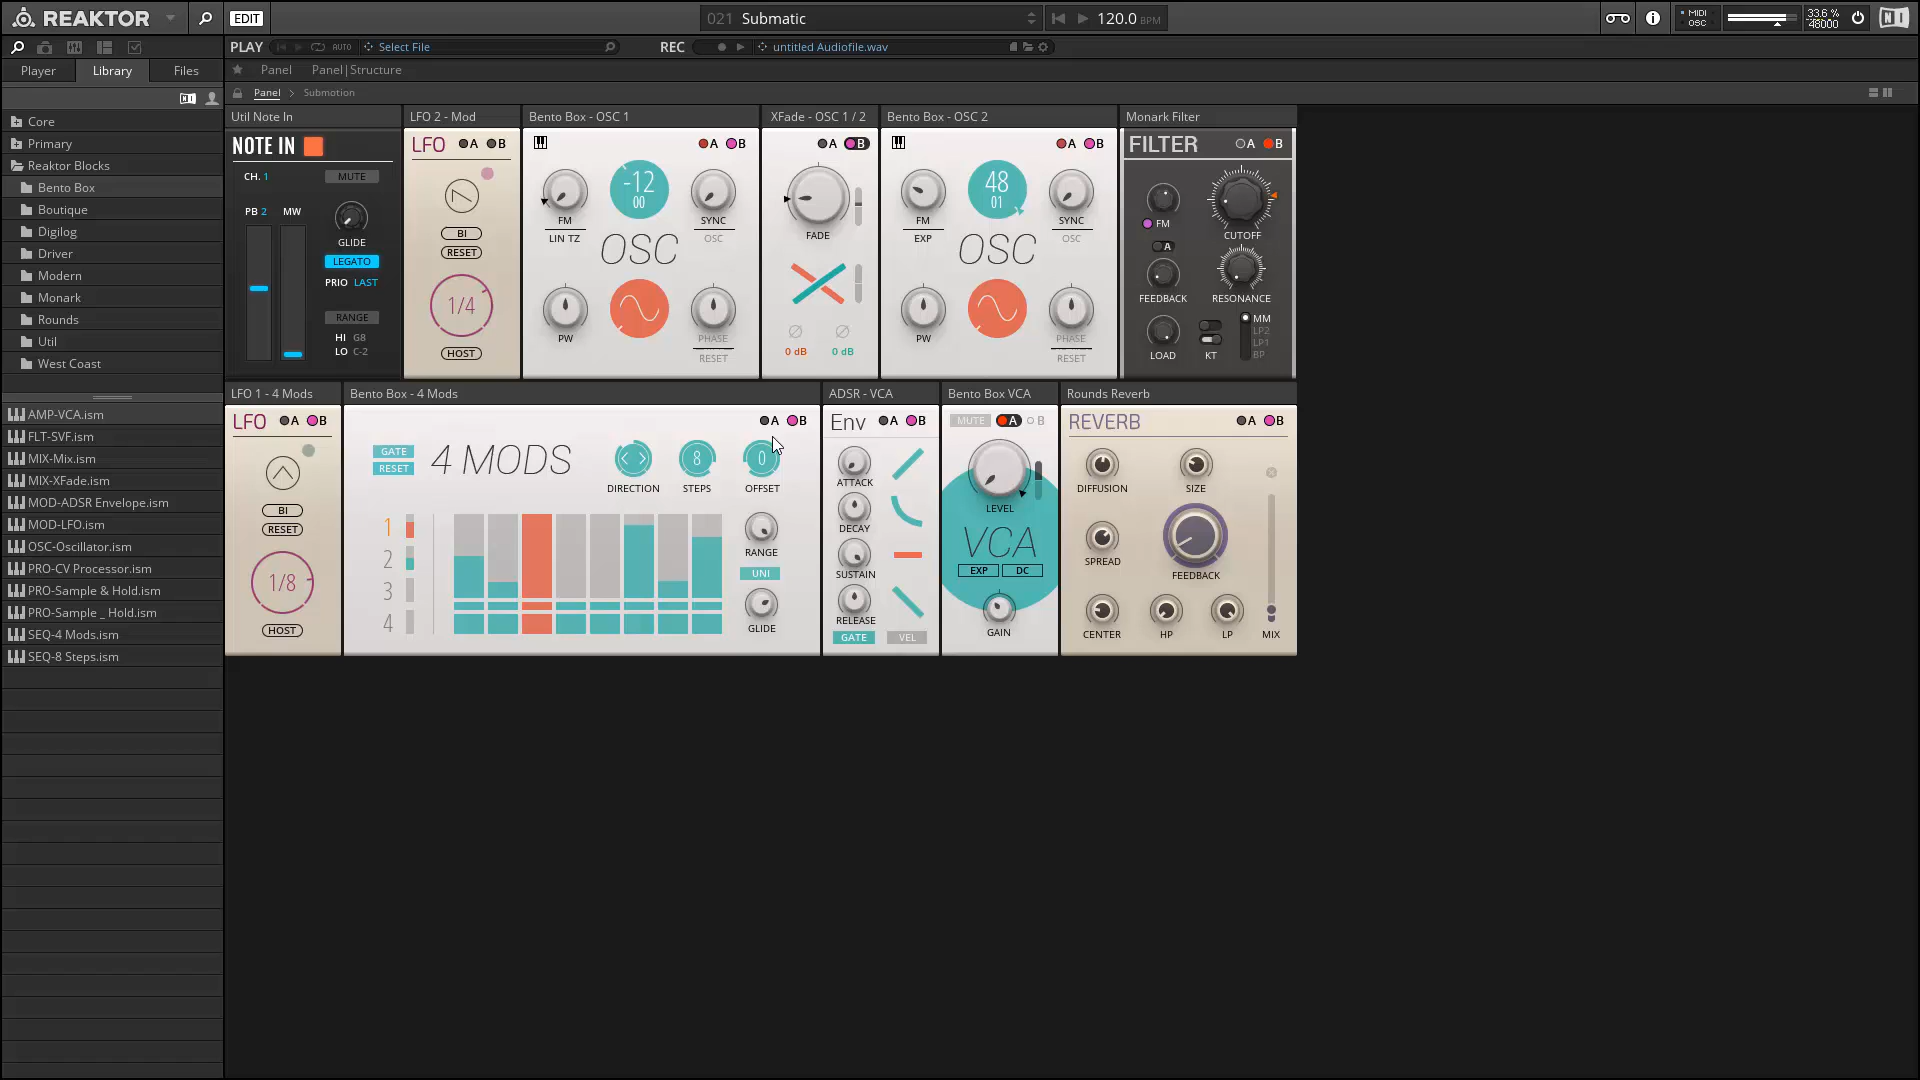 REAKTOR
EDIT
021 Submatic
120.0 BPM
MIDI
OSC
33.6 %
48000
PLAY
AUTO
Select File
REC
untitled Audiofile.wav
Player
Library
Files
Panel
Panel|Structure
Panel > Submotion
Core
Primary
Reaktor Blocks
Bento Box
Boutique
Digilog
Driver
Modern
Monark
Rounds
Util
West Coast
AMP-VCA.ism
FLT-SVF.ism
MIX-Mix.ism
MIX-XFade.ism
MOD-ADSR Envelope.ism
MOD-LFO.ism
OSC-Oscillator.ism
PRO-CV Processor.ism
PRO-Sample & Hold.ism
PRO-Sample _ Hold.ism
SEQ-4 Mods.ism
SEQ-8 Steps.ism
Util Note In
NOTE IN
CH. 1
MUTE
PB 2
MW
GLIDE
LEGATO
PRIO LAST
RANGE
HI G8
LO C-2
LFO 2 - Mod
LFO
A
B
BI
RESET
1/4
HOST
Bento Box - OSC 1
A
B
-12
00
FM
LIN TZ
SYNC
OSC
OSC
PW
PHASE
RESET
XFade - OSC 1 / 2
A
B
FADE
0 dB
0 dB
Bento Box - OSC 2
A
B
48
01
FM
EXP
SYNC
OSC
OSC
PW
PHASE
RESET
Monark Filter
FILTER
A
B
FM
CUTOFF
A
FEEDBACK
RESONANCE
LOAD
KT
MM
LP2
LP1
BP
LFO 1 - 4 Mods
LFO
A
B
BI
RESET
1/8
HOST
Bento Box - 4 Mods
A
B
GATE
RESET
4 MODS
8
0
DIRECTION
STEPS
OFFSET
1
2
3
4
RANGE
UNI
GLIDE
ADSR - VCA
Env
A
B
ATTACK
DECAY
SUSTAIN
RELEASE
GATE
VEL
Bento Box VCA
MUTE
A
B
LEVEL
VCA
EXP
DC
GAIN
Rounds Reverb
REVERB
A
B
DIFFUSION
SIZE
SPREAD
FEEDBACK
CENTER
HP
LP
MIX